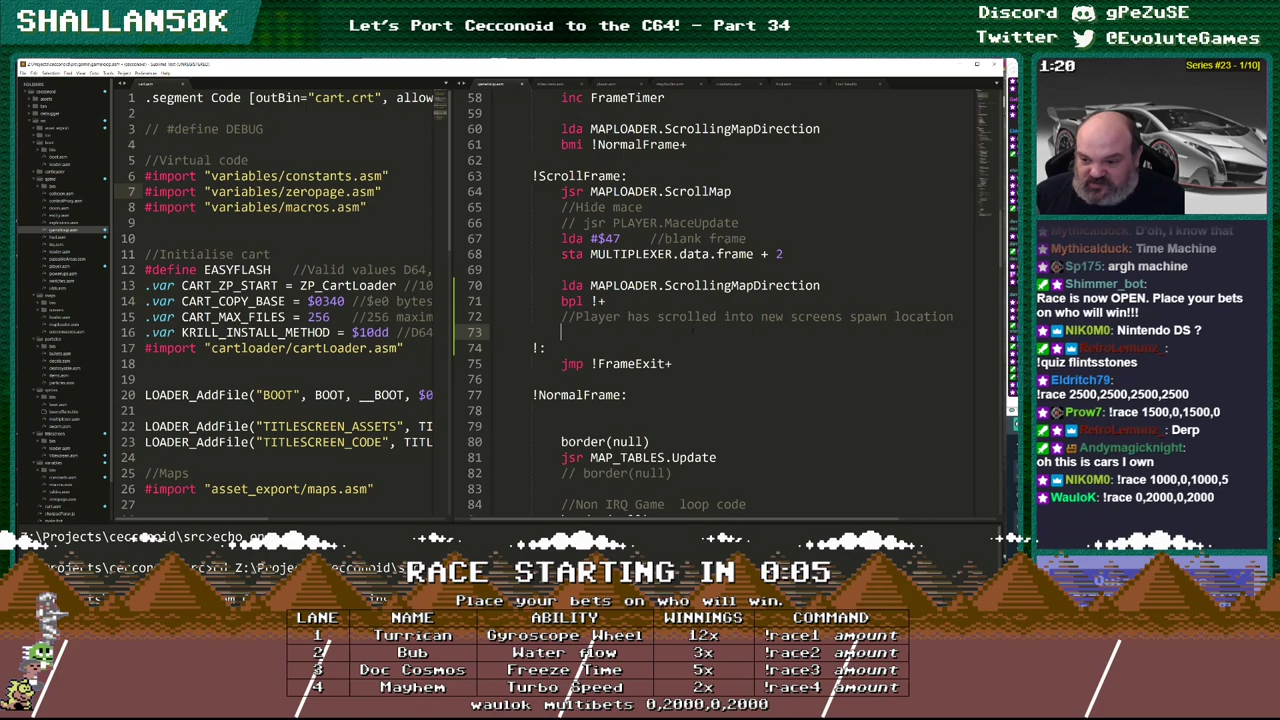 SHALLAN50K
Let's Port Cecconoid to the C64! - Part 34
Discord gPeZuSE
Twitter @EvoluteGames
1:20
Series #23 - 1/10]
1 .segment Code [outBin="cart.crt", allow
2
3 // #define DEBUG
4
5 //Virtual code
6 #import "variables/constants.asm"
7 #import "variables/zeropage.asm"
8 #import "variables/macros.asm"
9
10
11 //Initialise cart
12 #define EASYFLASH //Valid values D64,
13 .var CART_ZP_START = ZP_CartLoader //10
14 .var CART_COPY_BASE = $0340 //$e0 bytes
15 .var CART_MAX_FILES = 256 //256 maxim
16 .var KRILL_INSTALL_METHOD = $10dd //D64
17 #import "cartloader/cartLoader.asm"
18
19
20 LOADER_AddFile("BOOT", BOOT, __BOOT, $0
21
22 LOADER_AddFile("TITLESCREEN_ASSETS", TI
23 LOADER_AddFile("TITLESCREEN_CODE", TITL
24
25 //Maps
26 #import "asset_export/maps.asm"
27
58 inc FrameTimer
59
60 lda MAPLOADER.ScrollingMapDirection
61 bmi !NormalFrame+
62
63 !ScrollFrame:
64 jsr MAPLOADER.ScrollMap
65 //Hide mace
66 // jsr PLAYER.MaceUpdate
67 lda #$47 //blank frame
68 sta MULTIPLEXER.data.frame + 2
69
70 lda MAPLOADER.ScrollingMapDirection
71 bpl !+
72 //Player has scrolled into new screens spawn location
73
74 !:
75 jmp !FrameExit+
76
77 !NormalFrame:
78
79
80 border(null)
81 jsr MAP_TABLES.Update
82 // border(null)
83
84 //Non IRQ Game loop code
Z:\Projects\cecconoid\src>echo
Mythicalduck: D'oh, I know that
Mythicalduck: Time Machine
Sp175: argh machine
Shimmer_bot:
Race is now OPEN. Place your bets
on who will win!!!
NIK0M0: Nintendo DS ?
RetroLemunz_:
!quiz flintsstones
Eldritch79:
!race 2500,2500,2500,2500
Prow7: !race 1500,0,1500,0
RetroLemunz_: Derp
Andymagicknight:
oh this is cars I own
NIK0M0: !race 1000,0,1000,5
WauloK: !race 0,2000,0,2000
RACE STARTING IN 0:05
Place your bets on who will win.
LANE NAME ABILITY WINNINGS COMMAND
1 Turrican Gyroscope Wheel 12x !race1 amount
2 Bub Water flow 3x !race2 amount
3 Doc Cosmos Freeze Time 5x !race3 amount
4 Mayhem Turbo Speed 2x !race4 amount
waulok multibets 0,2000,0,2000